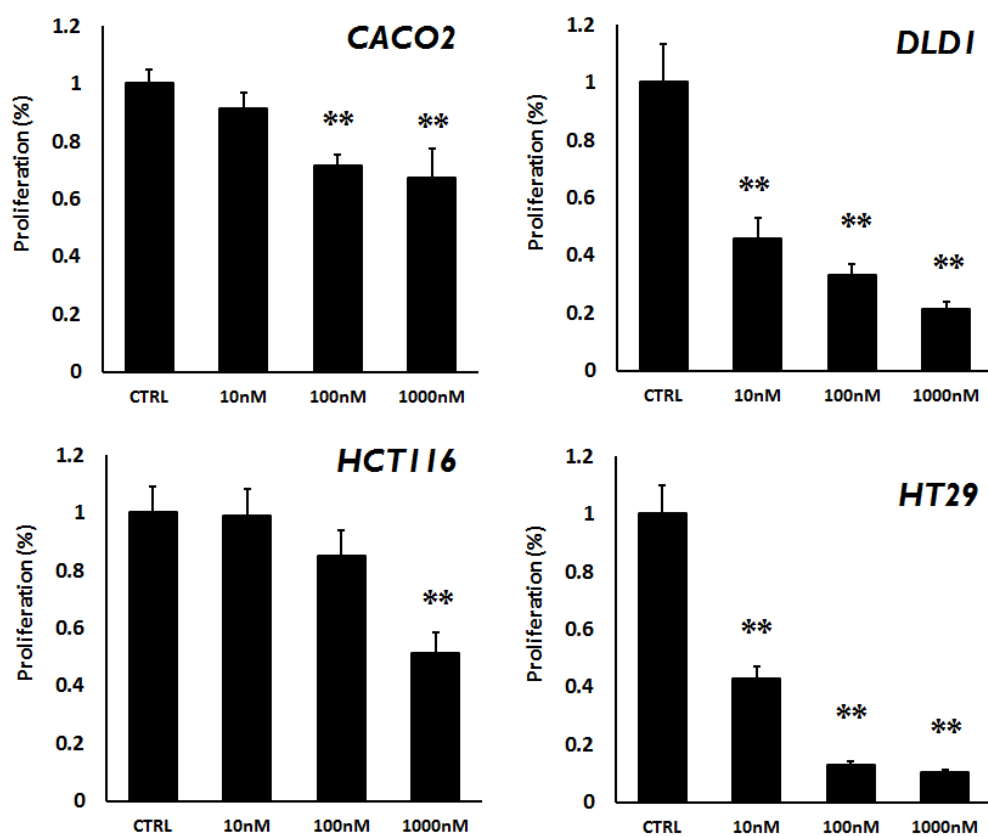 CACO2
Proliferation (%)
1.2
1
0.8
0.6
0.4
0.2
0
** **
CTRL 10nM 100nM 1000nM
DLD1
Proliferation (%)
1.2
1
0.8
0.6
0.4
0.2
0
** ** **
CTRL 10nM 100nM 1000nM
HCT116
Proliferation (%)
1.2
1
0.8
0.6
0.4
0.2
0
**
CTRL 10nM 100nM 1000nM
HT29
Proliferation (%)
1.2
1
0.8
0.6
0.4
0.2
0
** ** **
CTRL 10nM 100nM 1000nM